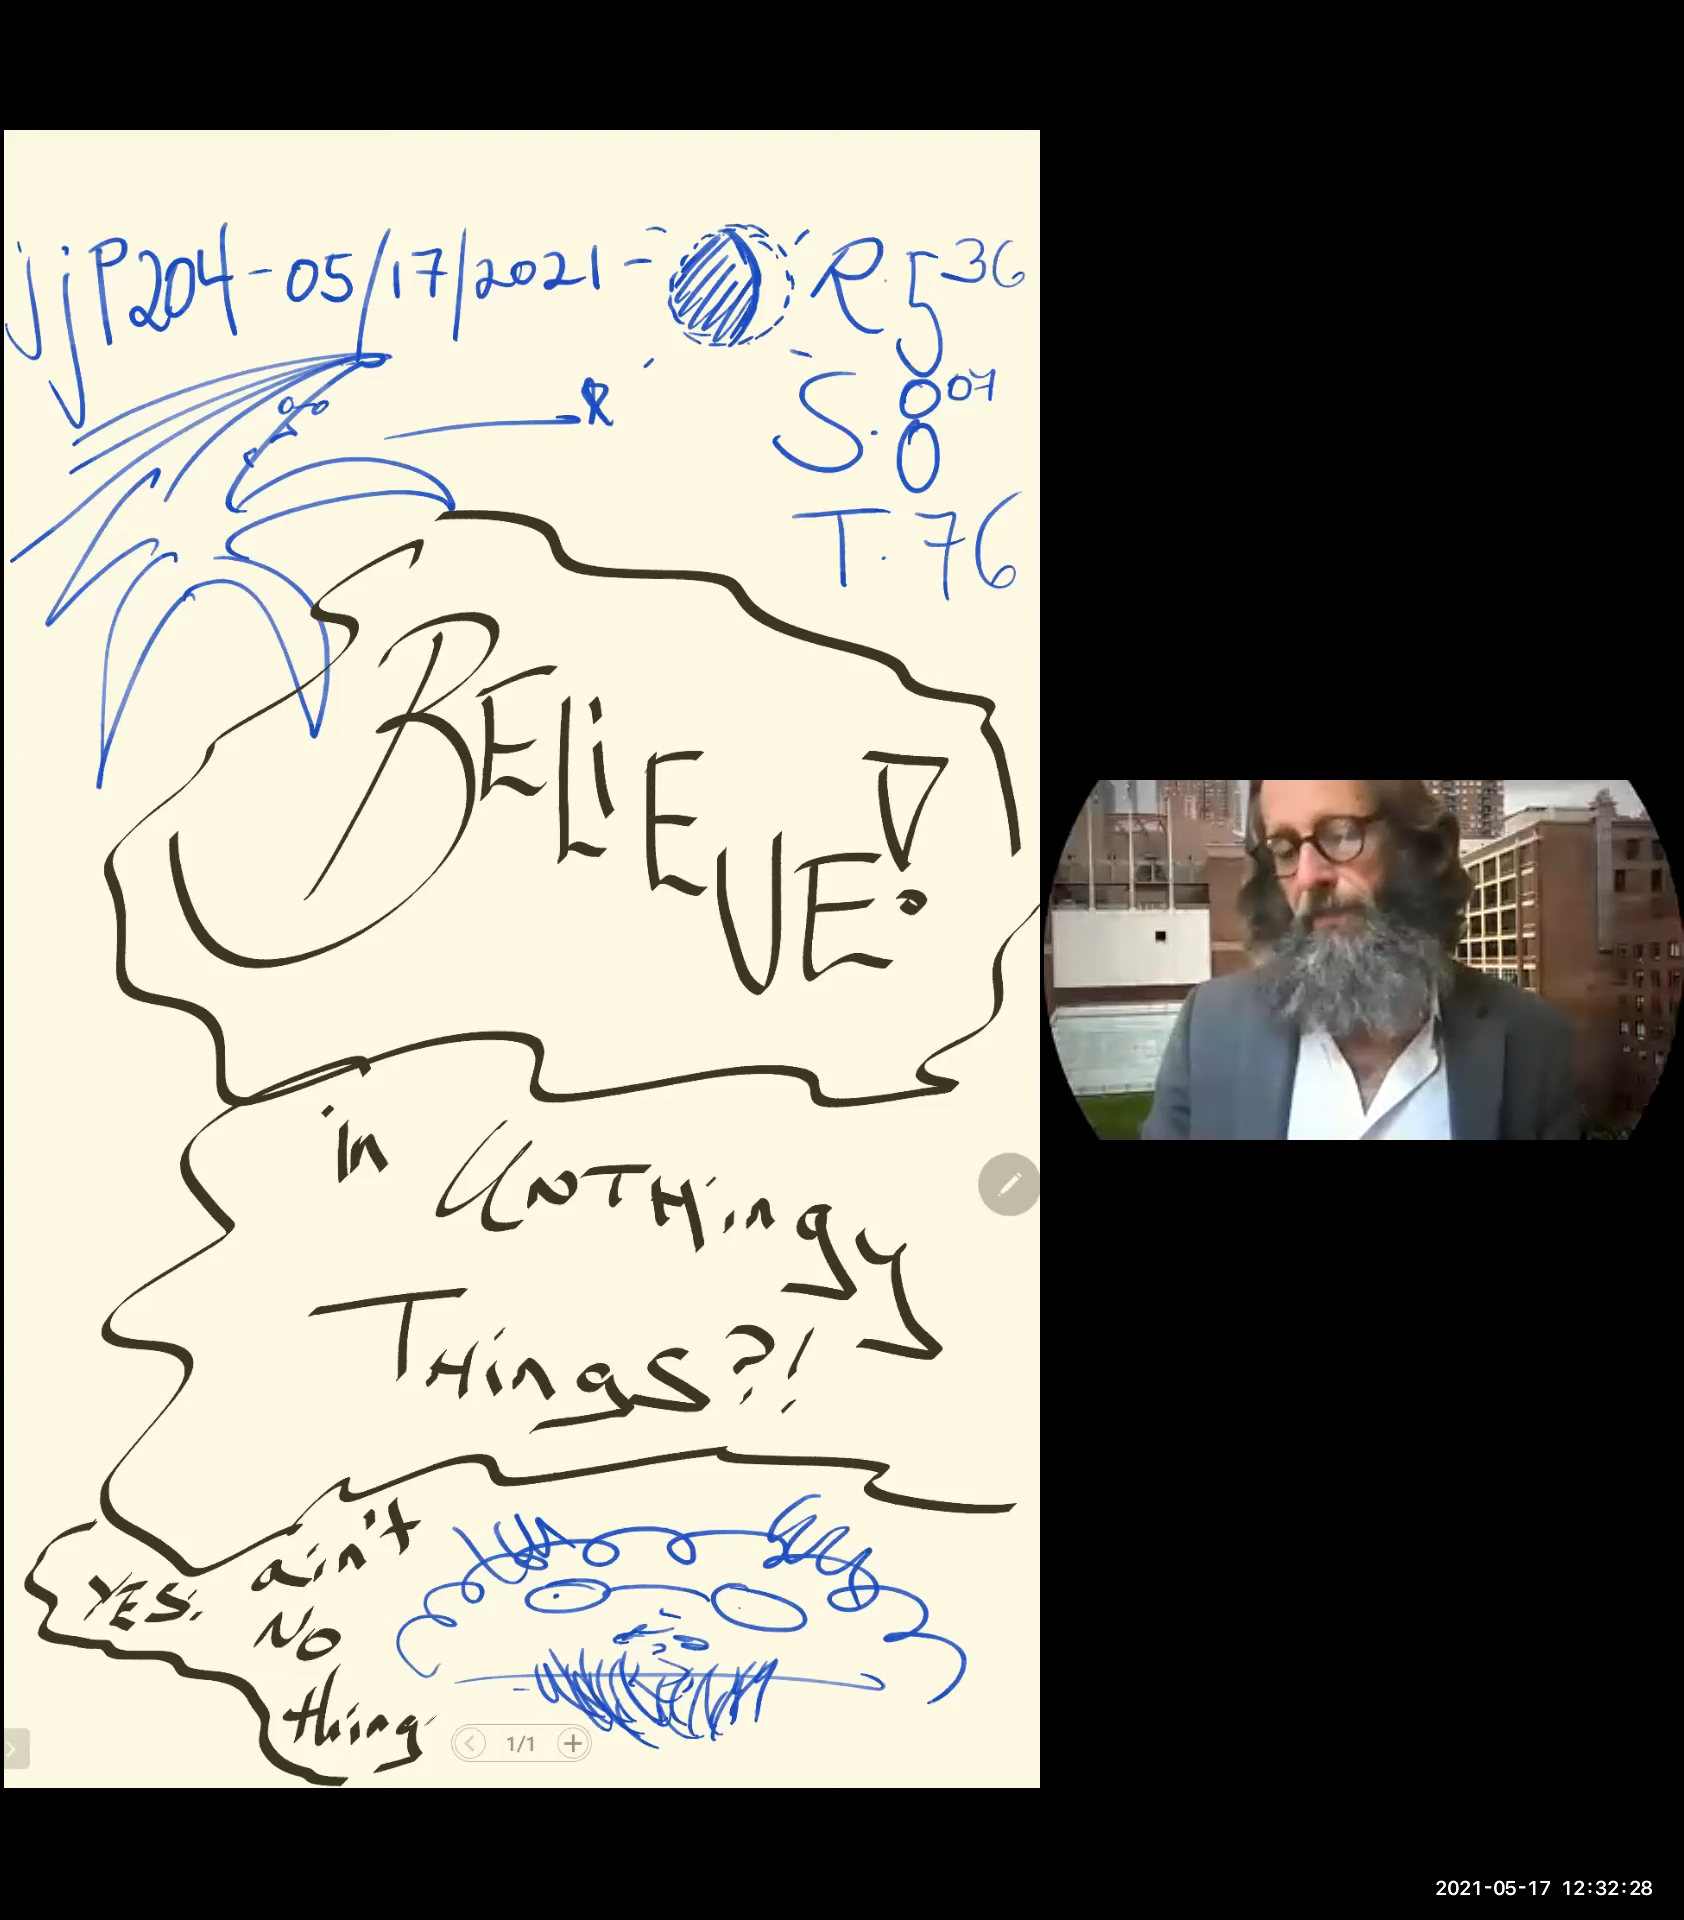 jjP204-05/17/2021-
R. 5 36
S. 8 07
T. 76
BELiEVE!
in UNTHingy
THings?!
YES. ain't
NO
thing
1/1
2021-05-17 12:32:28